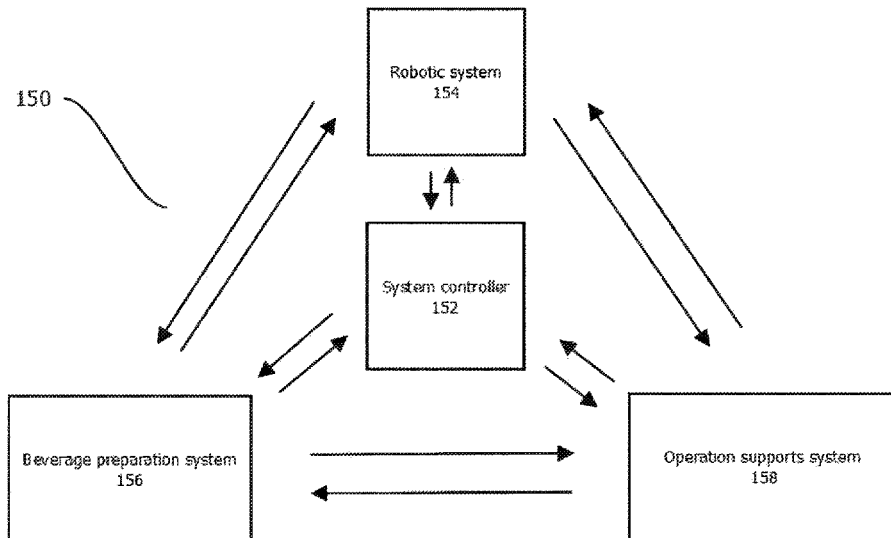 Robotic system
154
150
System controller
152
Beverage preparation system
156
Operation supports system
158